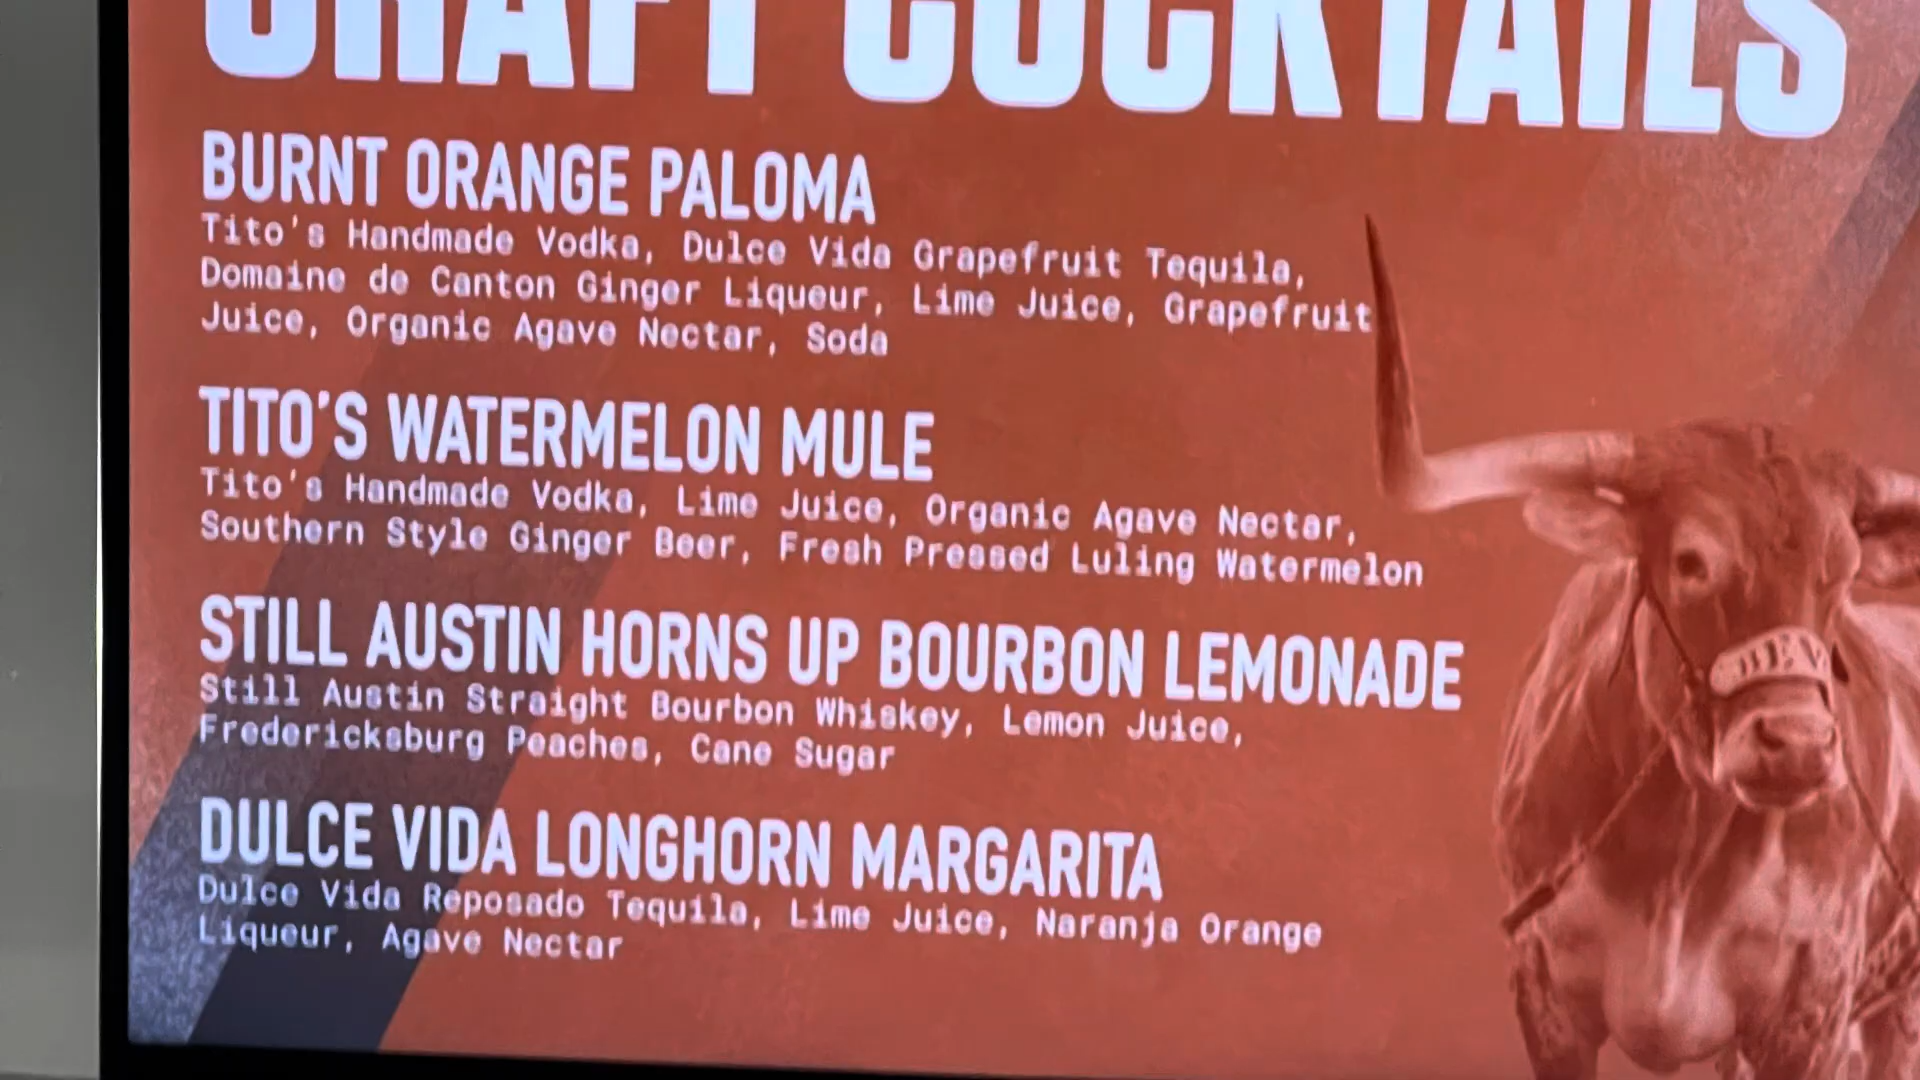 CRAFT COCKTAILS
BURNT ORANGE PALOMA
Tito's Handmade Vodka, Dulce Vida Grapefruit Tequila,
Domaine de Canton Ginger Liqueur, Lime Juice, Grapefruit
Juice, Organic Agave Nectar, Soda
TITO'S WATERMELON MULE
Tito's Handmade Vodka, Lime Juice, Organic Agave Nectar,
Southern Style Ginger Beer, Fresh Pressed Luling Watermelon
STILL AUSTIN HORNS UP BOURBON LEMONADE
Still Austin Straight Bourbon Whiskey, Lemon Juice,
Fredericksburg Peaches, Cane Sugar
DULCE VIDA LONGHORN MARGARITA
Dulce Vida Reposado Tequila, Lime Juice, Naranja Orange
Liqueur, Agave Nectar